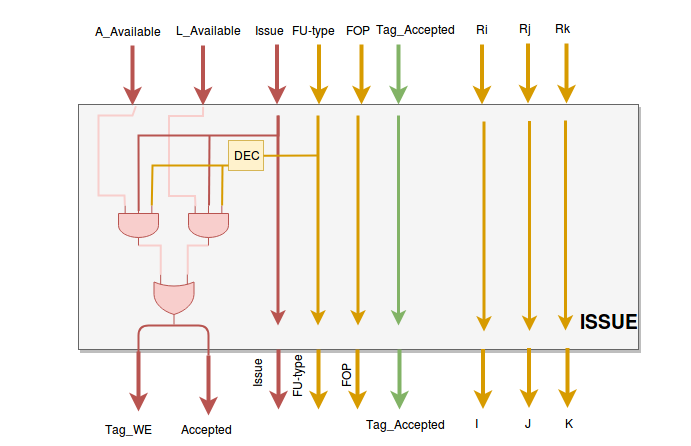 A_Available
L_Available
Issue
FU-type
FOP
Tag_Accepted
Ri
Rj
Rk
DEC
ISSUE
Issue
FU-type
FOP
Tag_WE
Accepted
Tag_Accepted
I
J
K